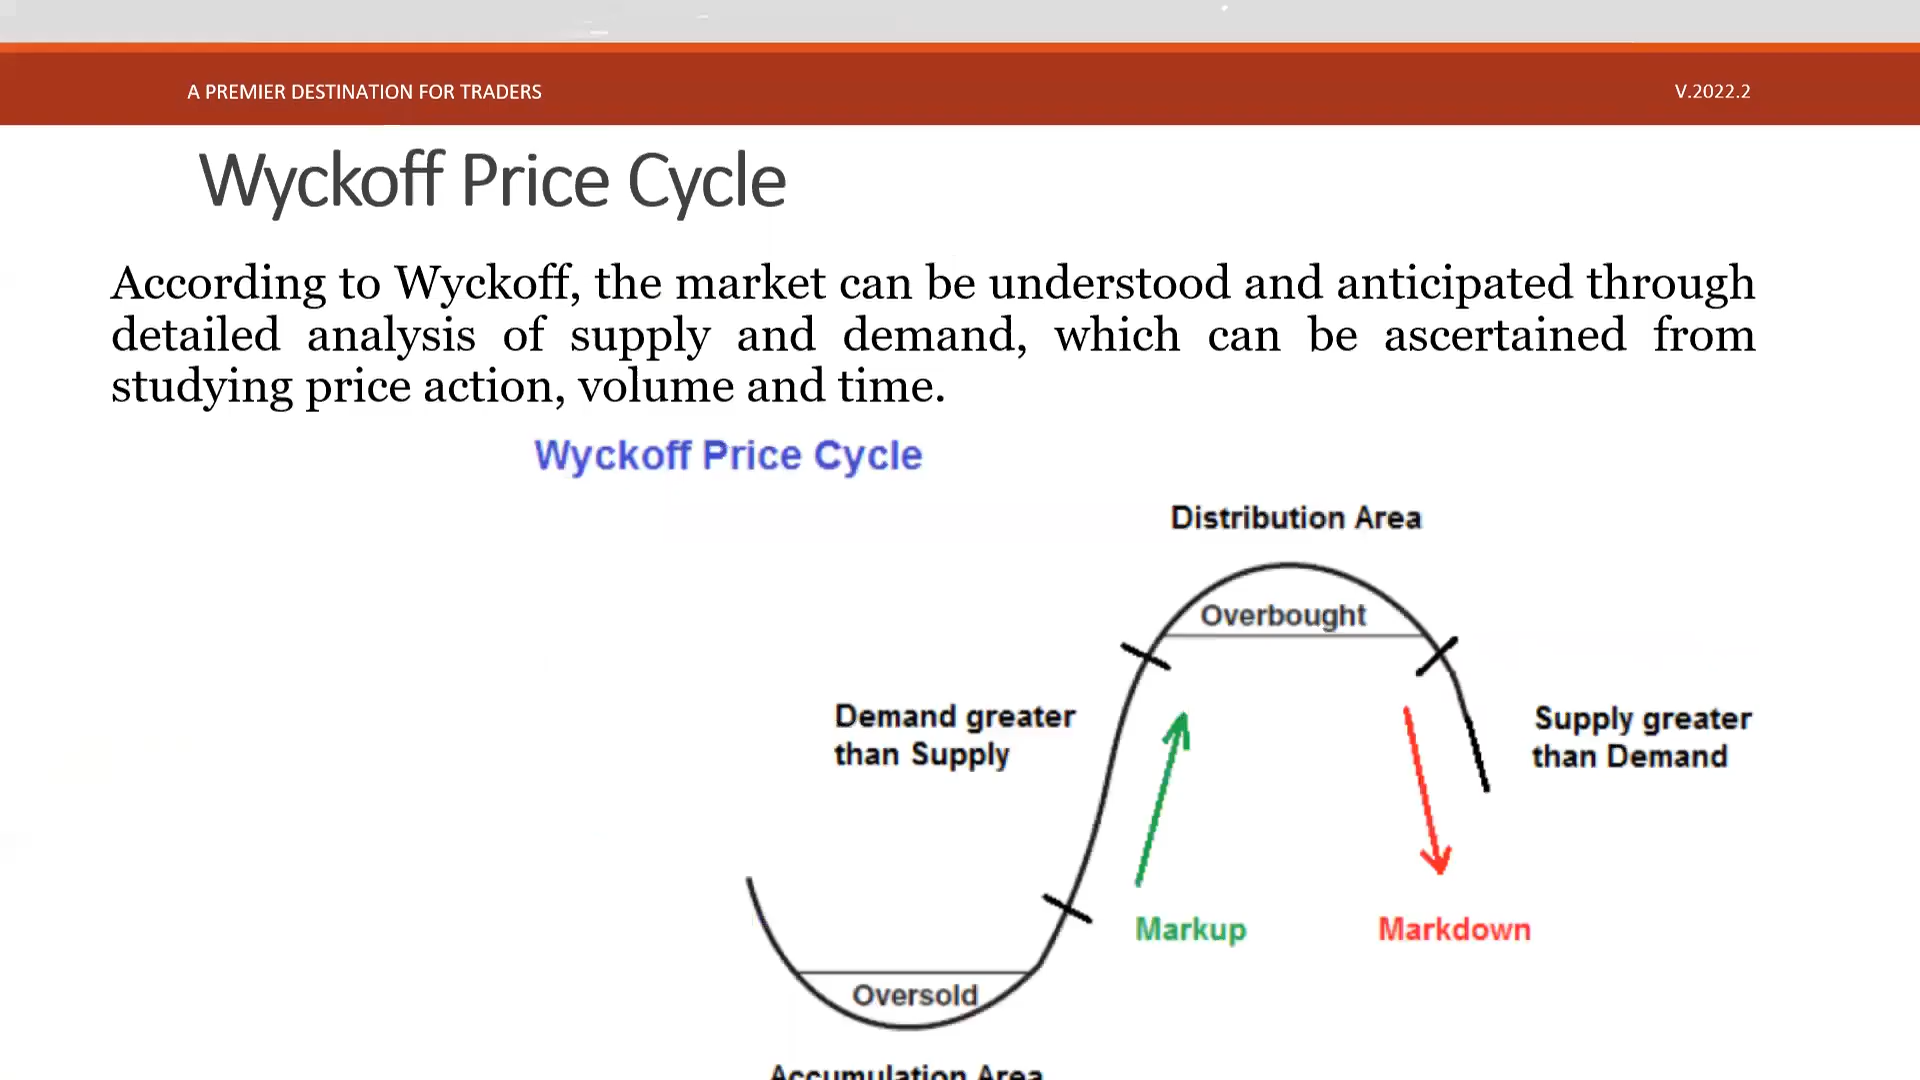 A PREMIER DESTINATION FOR TRADERS
V.2022.2
Wyckoff Price Cycle
According to Wyckoff, the market can be understood and anticipated through
detailed analysis of supply and demand, which can be ascertained from
studying price action, volume and time.
Wyckoff Price Cycle
Distribution Area
Overbought
Demand greater
than Supply
Supply greater
than Demand
Markup
Markdown
Oversold
Accumulation Area